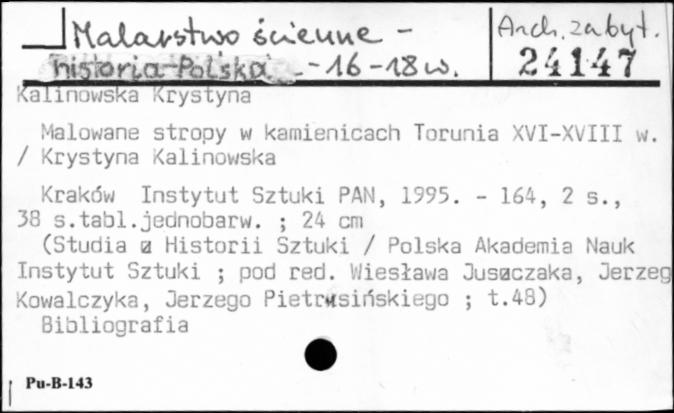 Malarstwo ścienne -
historia Polska - -16-18w.
Arch. zabyt.
24147
Kalinowska Krystyna
Malowane stropy w kamienicach Torunia XVI-XVIII w.
/ Krystyna Kalinowska
Kraków Instytut Sztuki PAN, 1995. - 164, 2 s.,
38 s.tabl.jednobarw. ; 24 cm
(Studia z Historii Sztuki / Polska Akademia Nauk
Instytut Sztuki ; pod red. Wiesława Juszczaka, Jerzeg
Kowalczyka, Jerzego Pietrusińskiego ; t.48)
Bibliografia
Pu-B-143